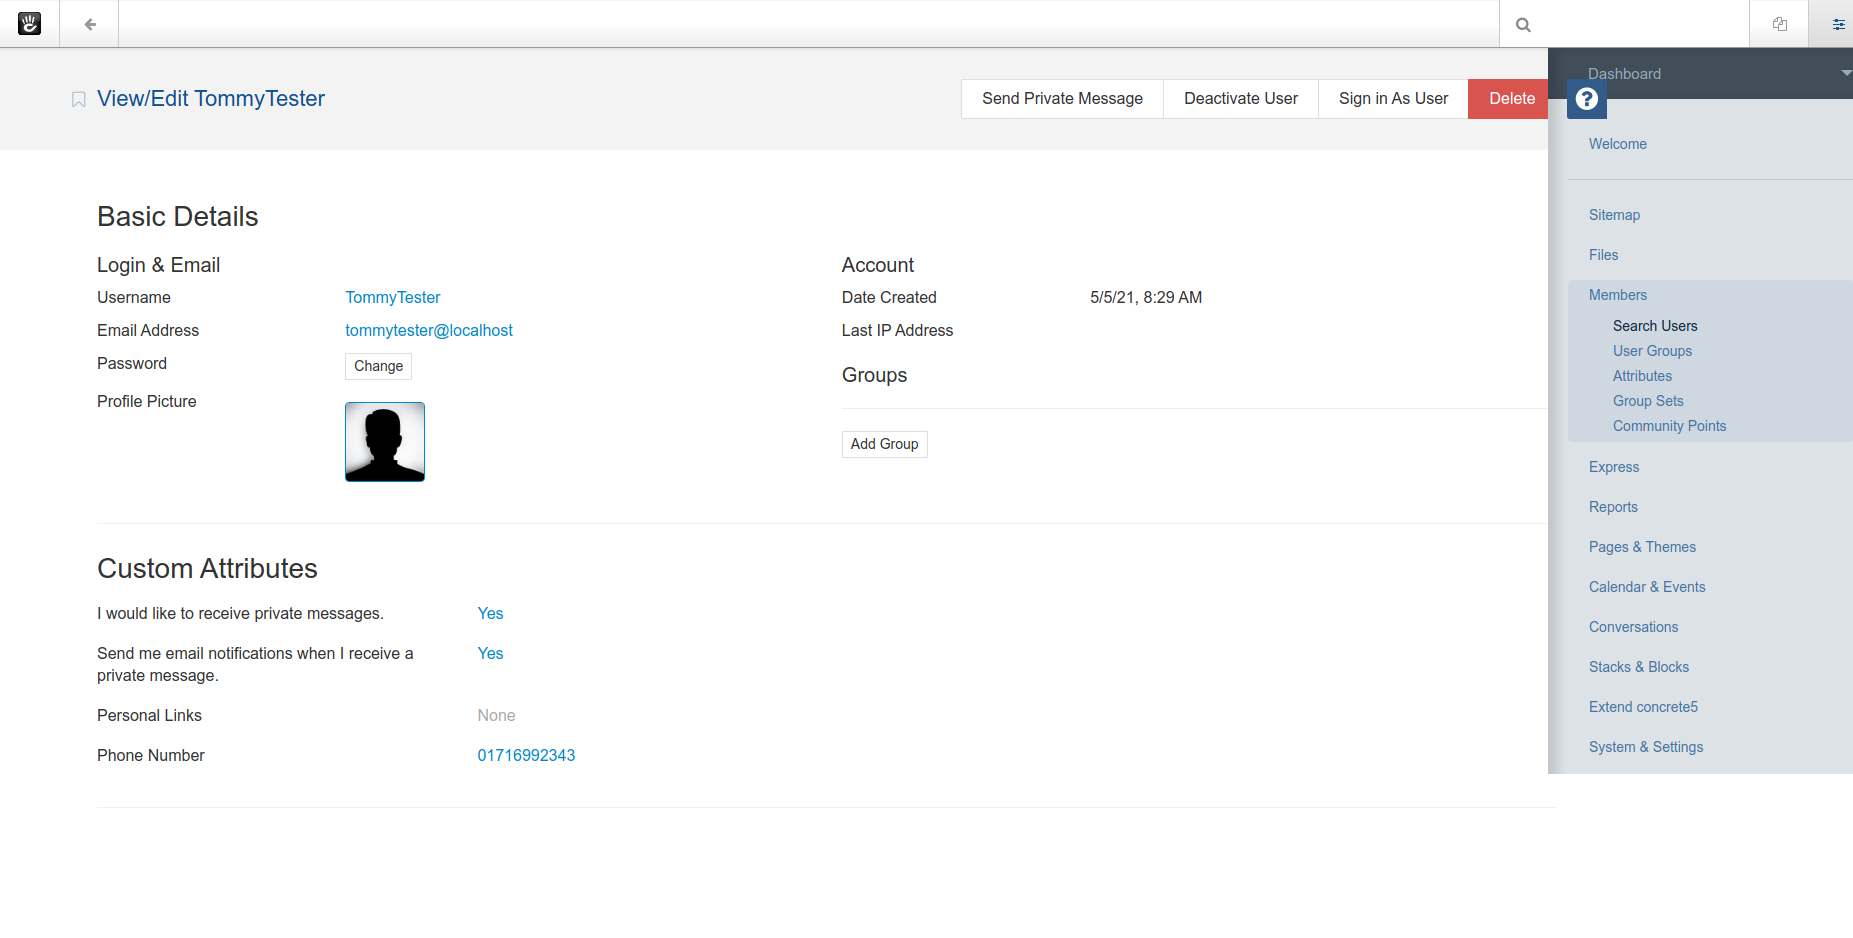 View/Edit TommyTester
Send Private Message
Deactivate User
Sign in As User
Delete
Dashboard
?
Welcome
Sitemap
Files
Members
Search Users
User Groups
Attributes
Group Sets
Community Points
Express
Reports
Pages & Themes
Calendar & Events
Conversations
Stacks & Blocks
Extend concrete5
System & Settings
Basic Details
Login & Email
Username TommyTester
Email Address tommytester@localhost
Password Change
Profile Picture
Account
Date Created 5/5/21, 8:29 AM
Last IP Address
Groups
Add Group
Custom Attributes
I would like to receive private messages. Yes
Send me email notifications when I receive a Yes
private message.
Personal Links None
Phone Number 01716992343